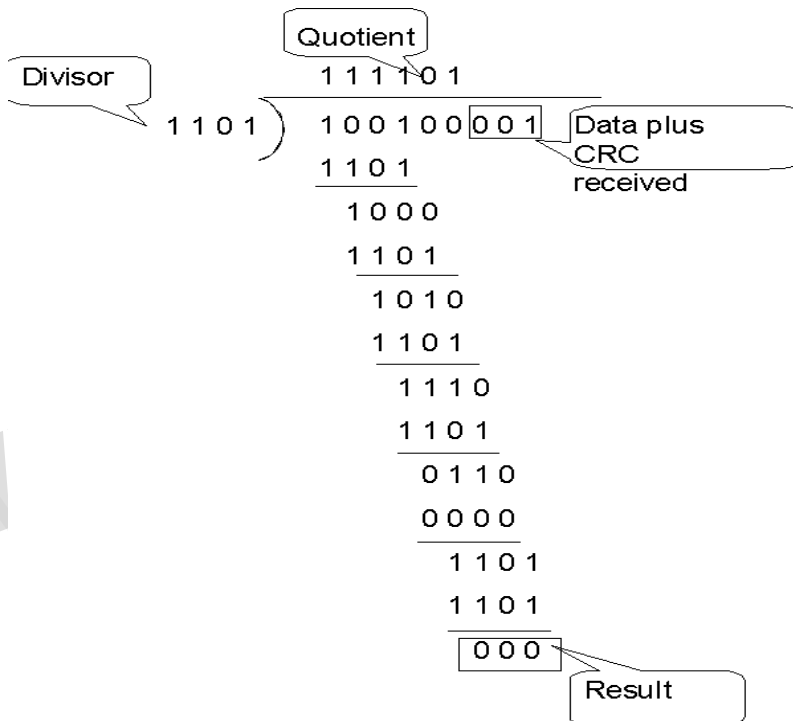 Quotient
Divisor
1 1 1 1 0 1
1 1 0 1
1 0 0 1 0 0 0 0 1
Data plus
CRC
received
1 1 0 1
1 0 0 0
1 1 0 1
1 0 1 0
1 1 0 1
1 1 1 0
1 1 0 1
0 1 1 0
0 0 0 0
1 1 0 1
1 1 0 1
0 0 0
Result